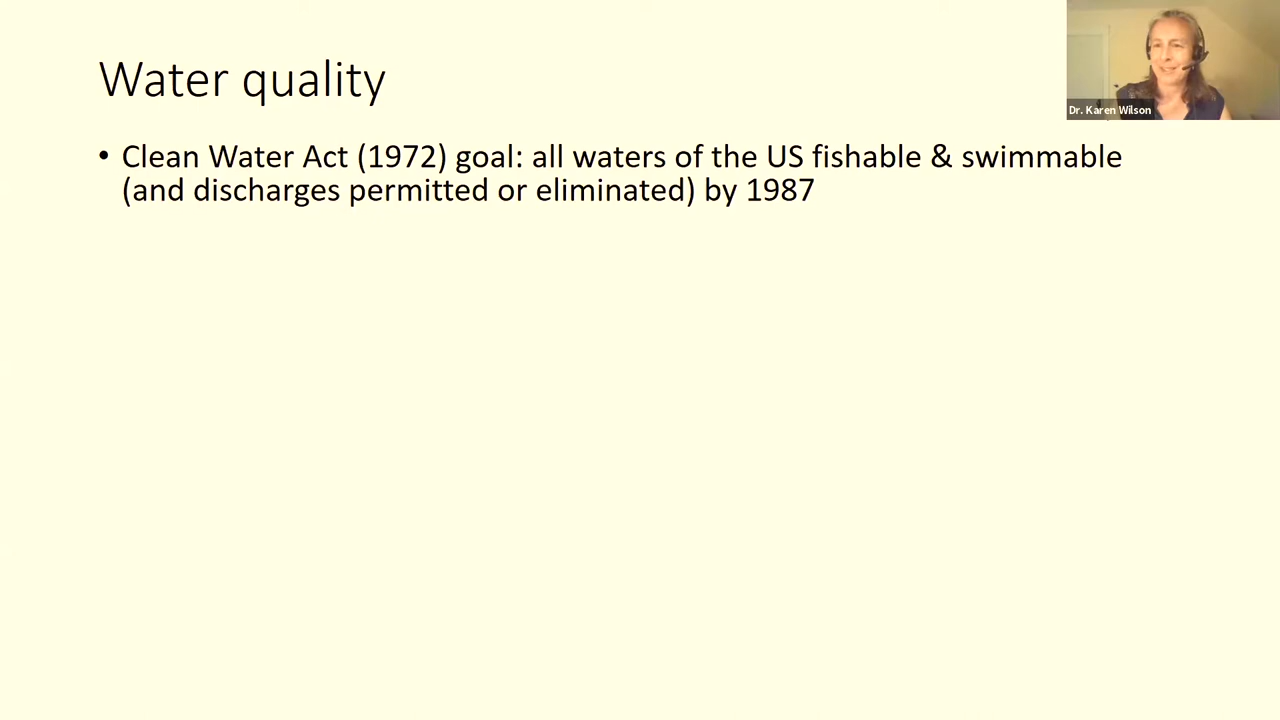 Water quality
Dr. Karen Wilson
• Clean Water Act (1972) goal: all waters of the US fishable & swimmable
(and discharges permitted or eliminated) by 1987